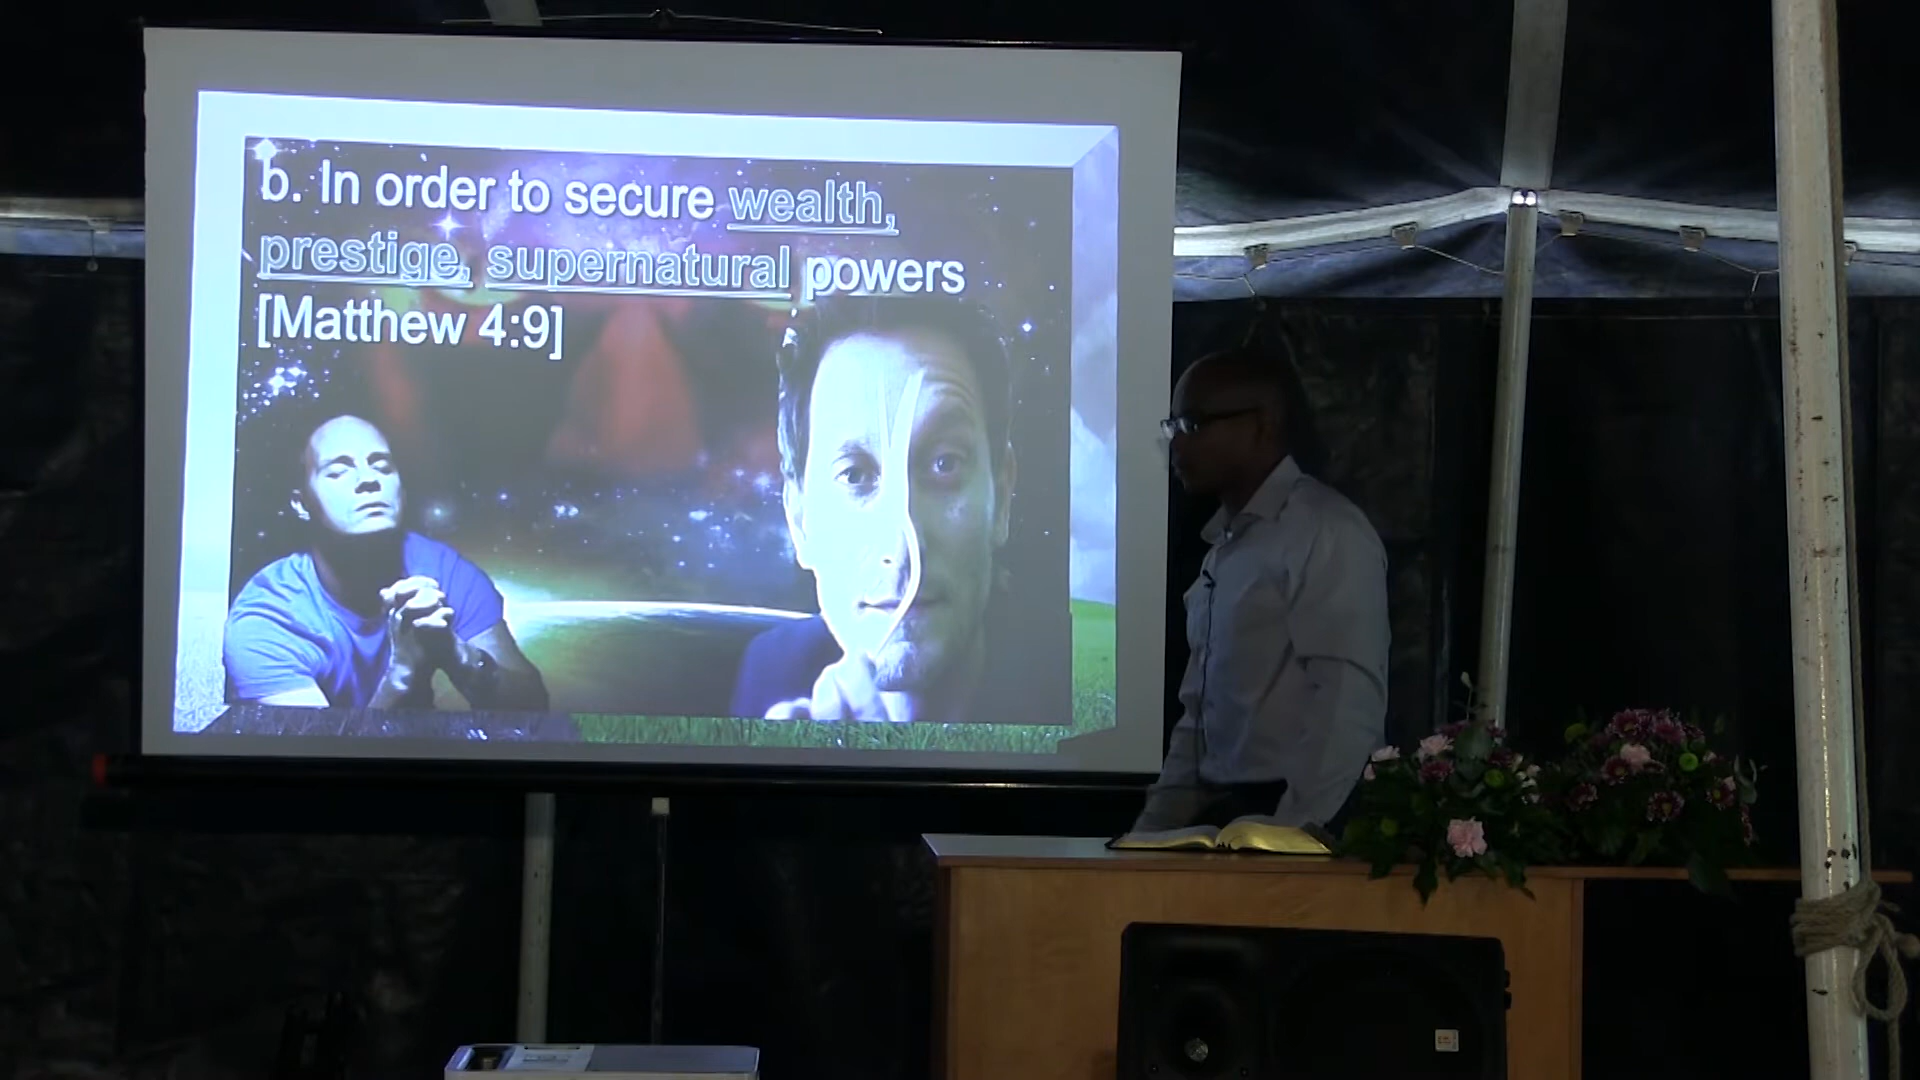 b. In order to secure wealth,
prestige, supernatural powers
[Matthew 4:9]